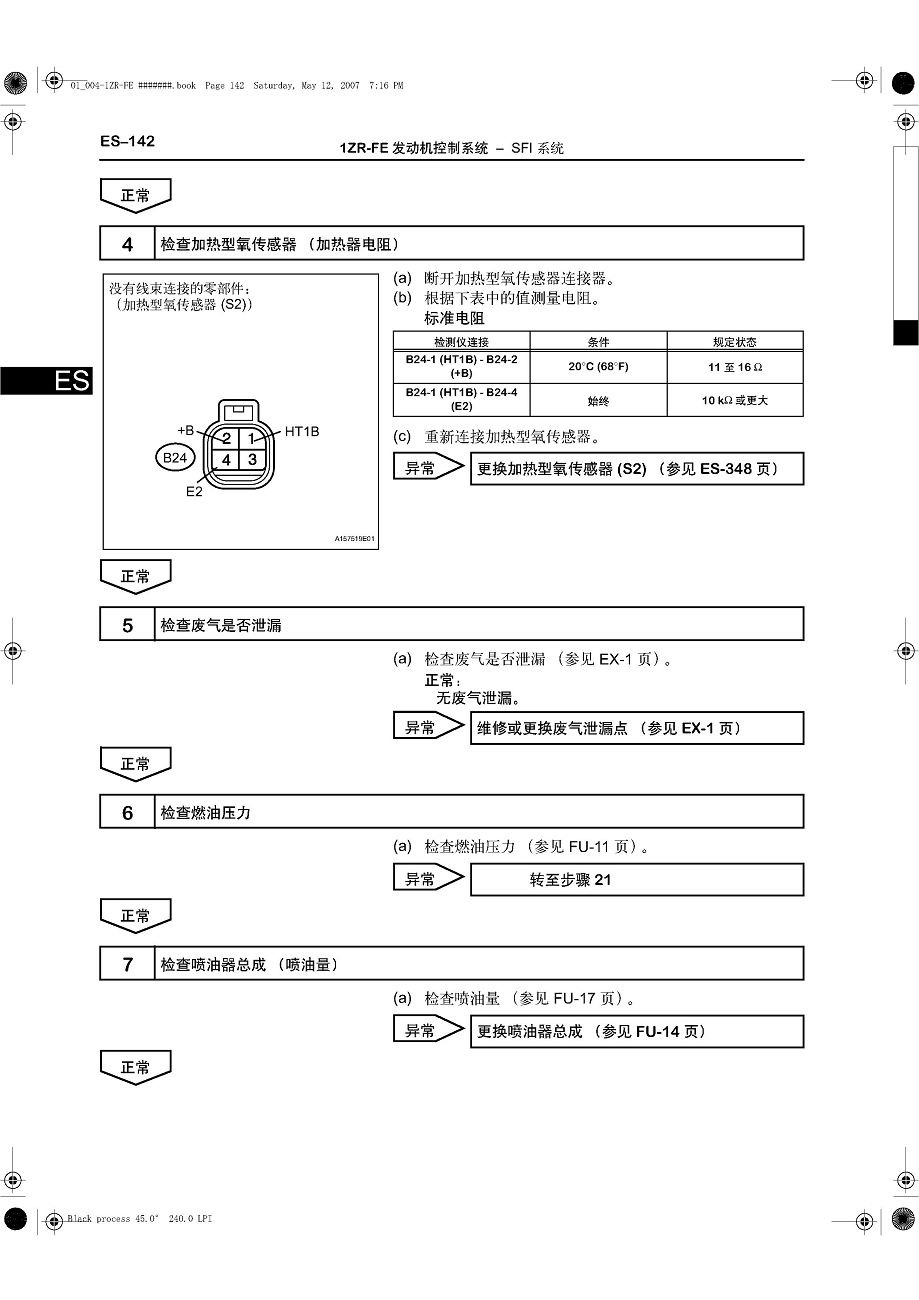 01_004-1ZR-FE #######.book Page 142 Saturday, May 12, 2007 7:16 PM
ES–142
1ZR-FE 发动机控制系统 – SFI 系统
正常
4 检查加热型氧传感器 （加热器电阻）
没有线束连接的零部件：
（加热型氧传感器 (S2)）
+B
2 1
HT1B
B24
4 3
E2
A157519E01
(a) 断开加热型氧传感器连接器。
(b) 根据下表中的值测量电阻。
标准电阻
检测仪连接 条件 规定状态
B24-1 (HT1B) - B24-2
(+B)
20°C (68°F)
11 至 16 Ω
B24-1 (HT1B) - B24-4
(E2)
始终
10 kΩ 或更大
(c) 重新连接加热型氧传感器。
异常
更换加热型氧传感器 (S2) （参见 ES-348 页）
ES
正常
5 检查废气是否泄漏
(a) 检查废气是否泄漏 （参见 EX-1 页）。
正常：
无废气泄漏。
异常
维修或更换废气泄漏点 （参见 EX-1 页）
正常
6 检查燃油压力
(a) 检查燃油压力 （参见 FU-11 页）。
异常
转至步骤 21
正常
7 检查喷油器总成 （喷油量）
(a) 检查喷油量 （参见 FU-17 页）。
异常
更换喷油器总成 （参见 FU-14 页）
正常
Black process 45.0° 240.0 LPI